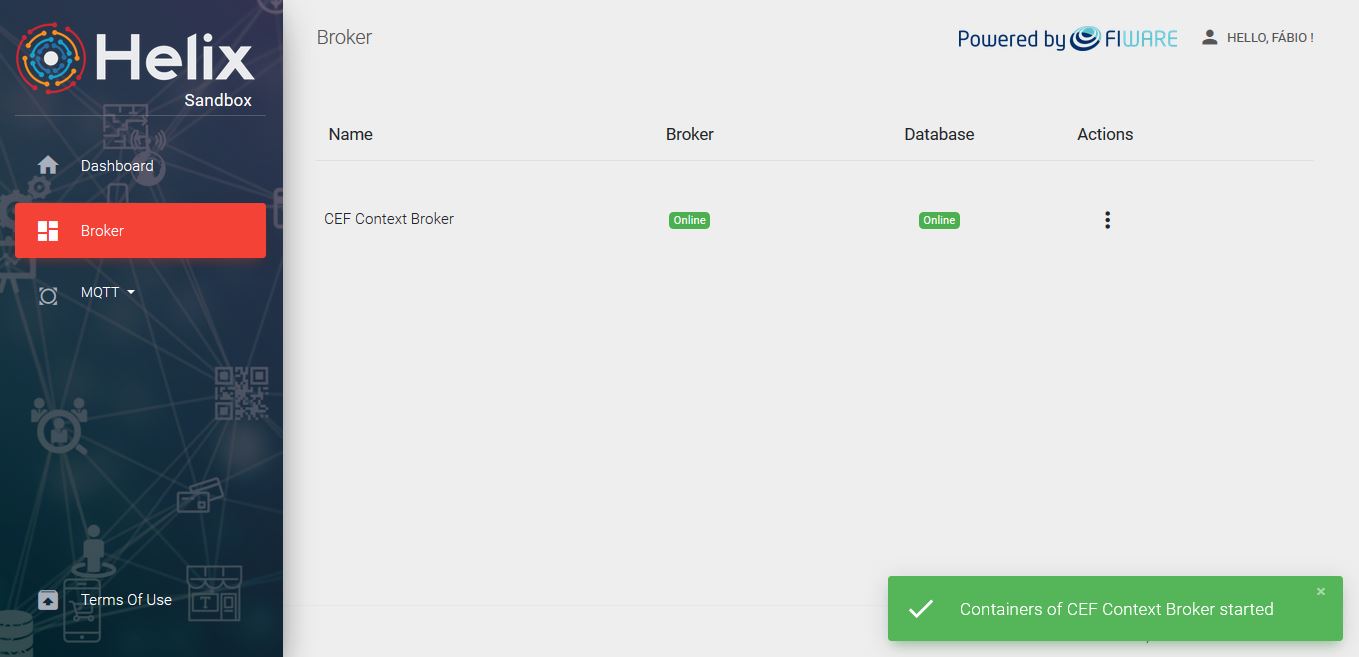 Helix
Sandbox
Dashboard
Broker
MQTT
Terms Of Use
Broker
Powered by FIWARE
HELLO, FÁBIO !
Name Broker Database Actions
CEF Context Broker Online Online
T
Containers of CEF Context Broker started
×